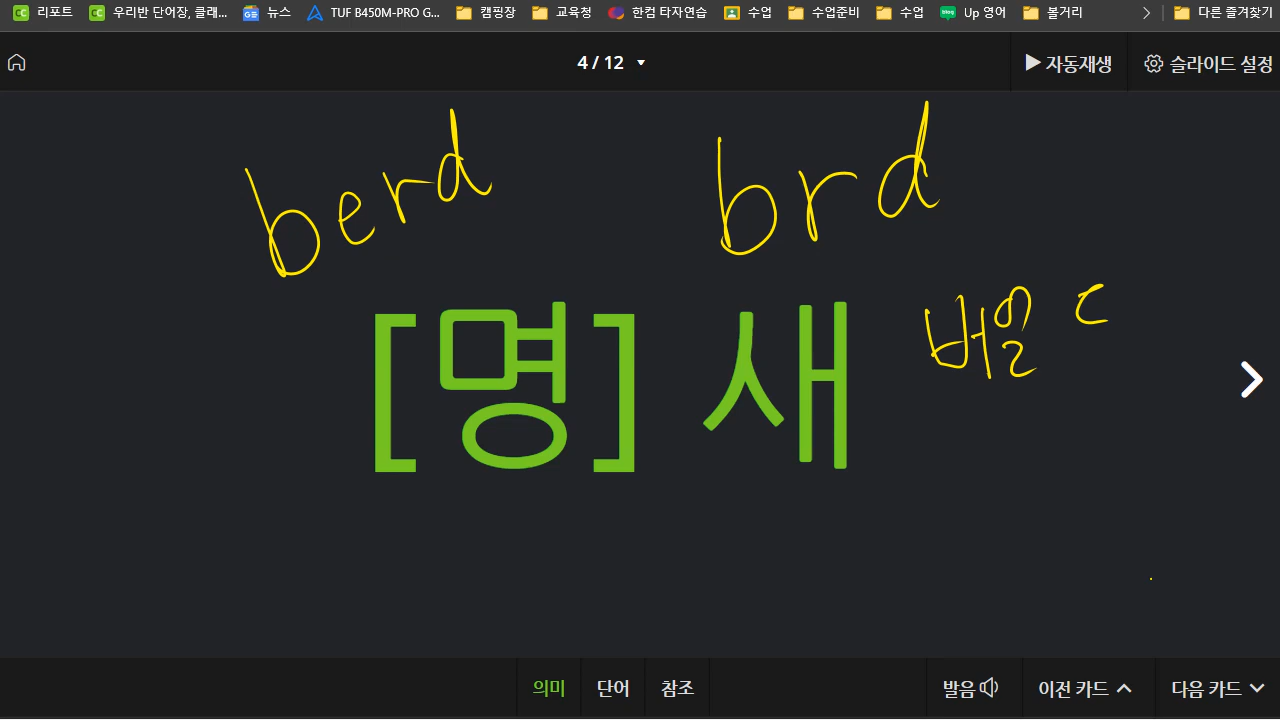 리포트 우리반 단어장, 클래... 뉴스 TUF B450M-PRO G... 캠핑장 교육청 한컴 타자연습 수업 수업준비 수업 Up 영어 볼거리 다른 즐겨찾기
4 / 12 자동재생 슬라이드 설정
berd brd
[명] 새 버얼 ㄷ
의미 단어 참조 발음 이전 카드 다음 카드